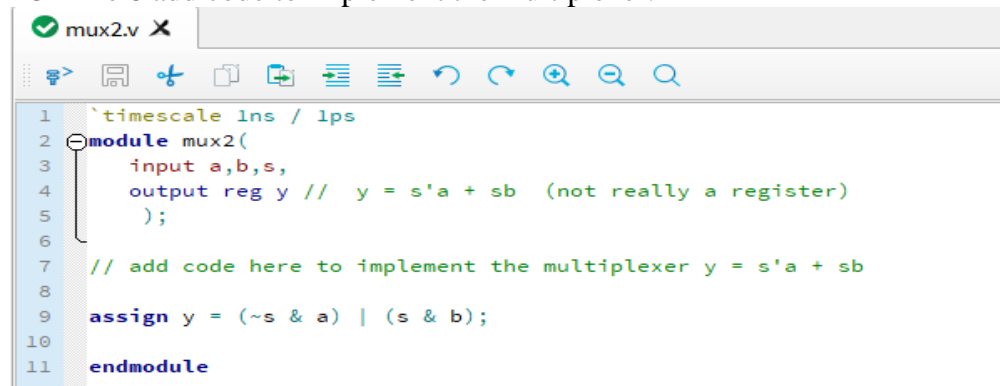 mux2.v X
1 `timescale 1ns / 1ps
2 module mux2(
3 input a,b,s,
4 output reg y // y = s'a + sb (not really a register)
5 );
6
7 // add code here to implement the multiplexer y = s'a + sb
8
9 assign y = (~s & a) | (s & b);
10
11 endmodule